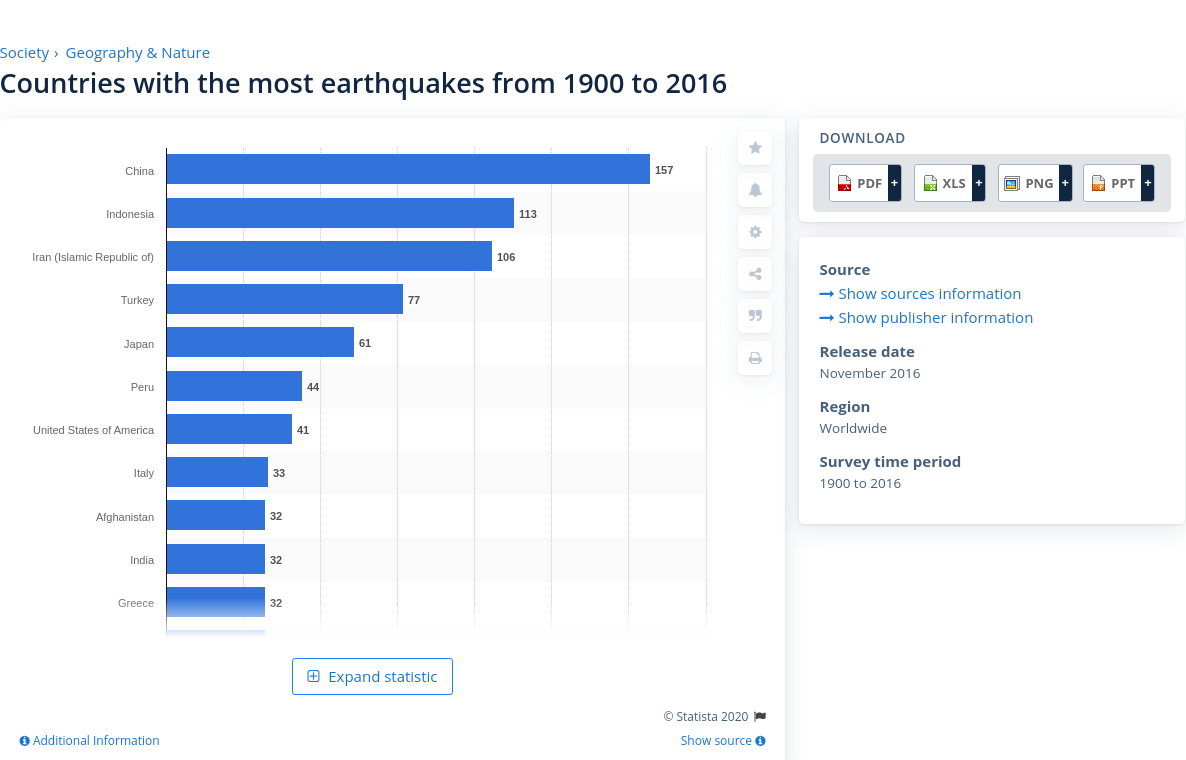 Society › Geography & Nature
Countries with the most earthquakes from 1900 to 2016
China 157
Indonesia 113
Iran (Islamic Republic of) 106
Turkey 77
Japan 61
Peru 44
United States of America 41
Italy 33
Afghanistan 32
India 32
Greece 32
Expand statistic
© Statista 2020
Additional Information
Show source
DOWNLOAD
PDF + XLS + PNG + PPT +
Source
Show sources information
Show publisher information
Release date
November 2016
Region
Worldwide
Survey time period
1900 to 2016